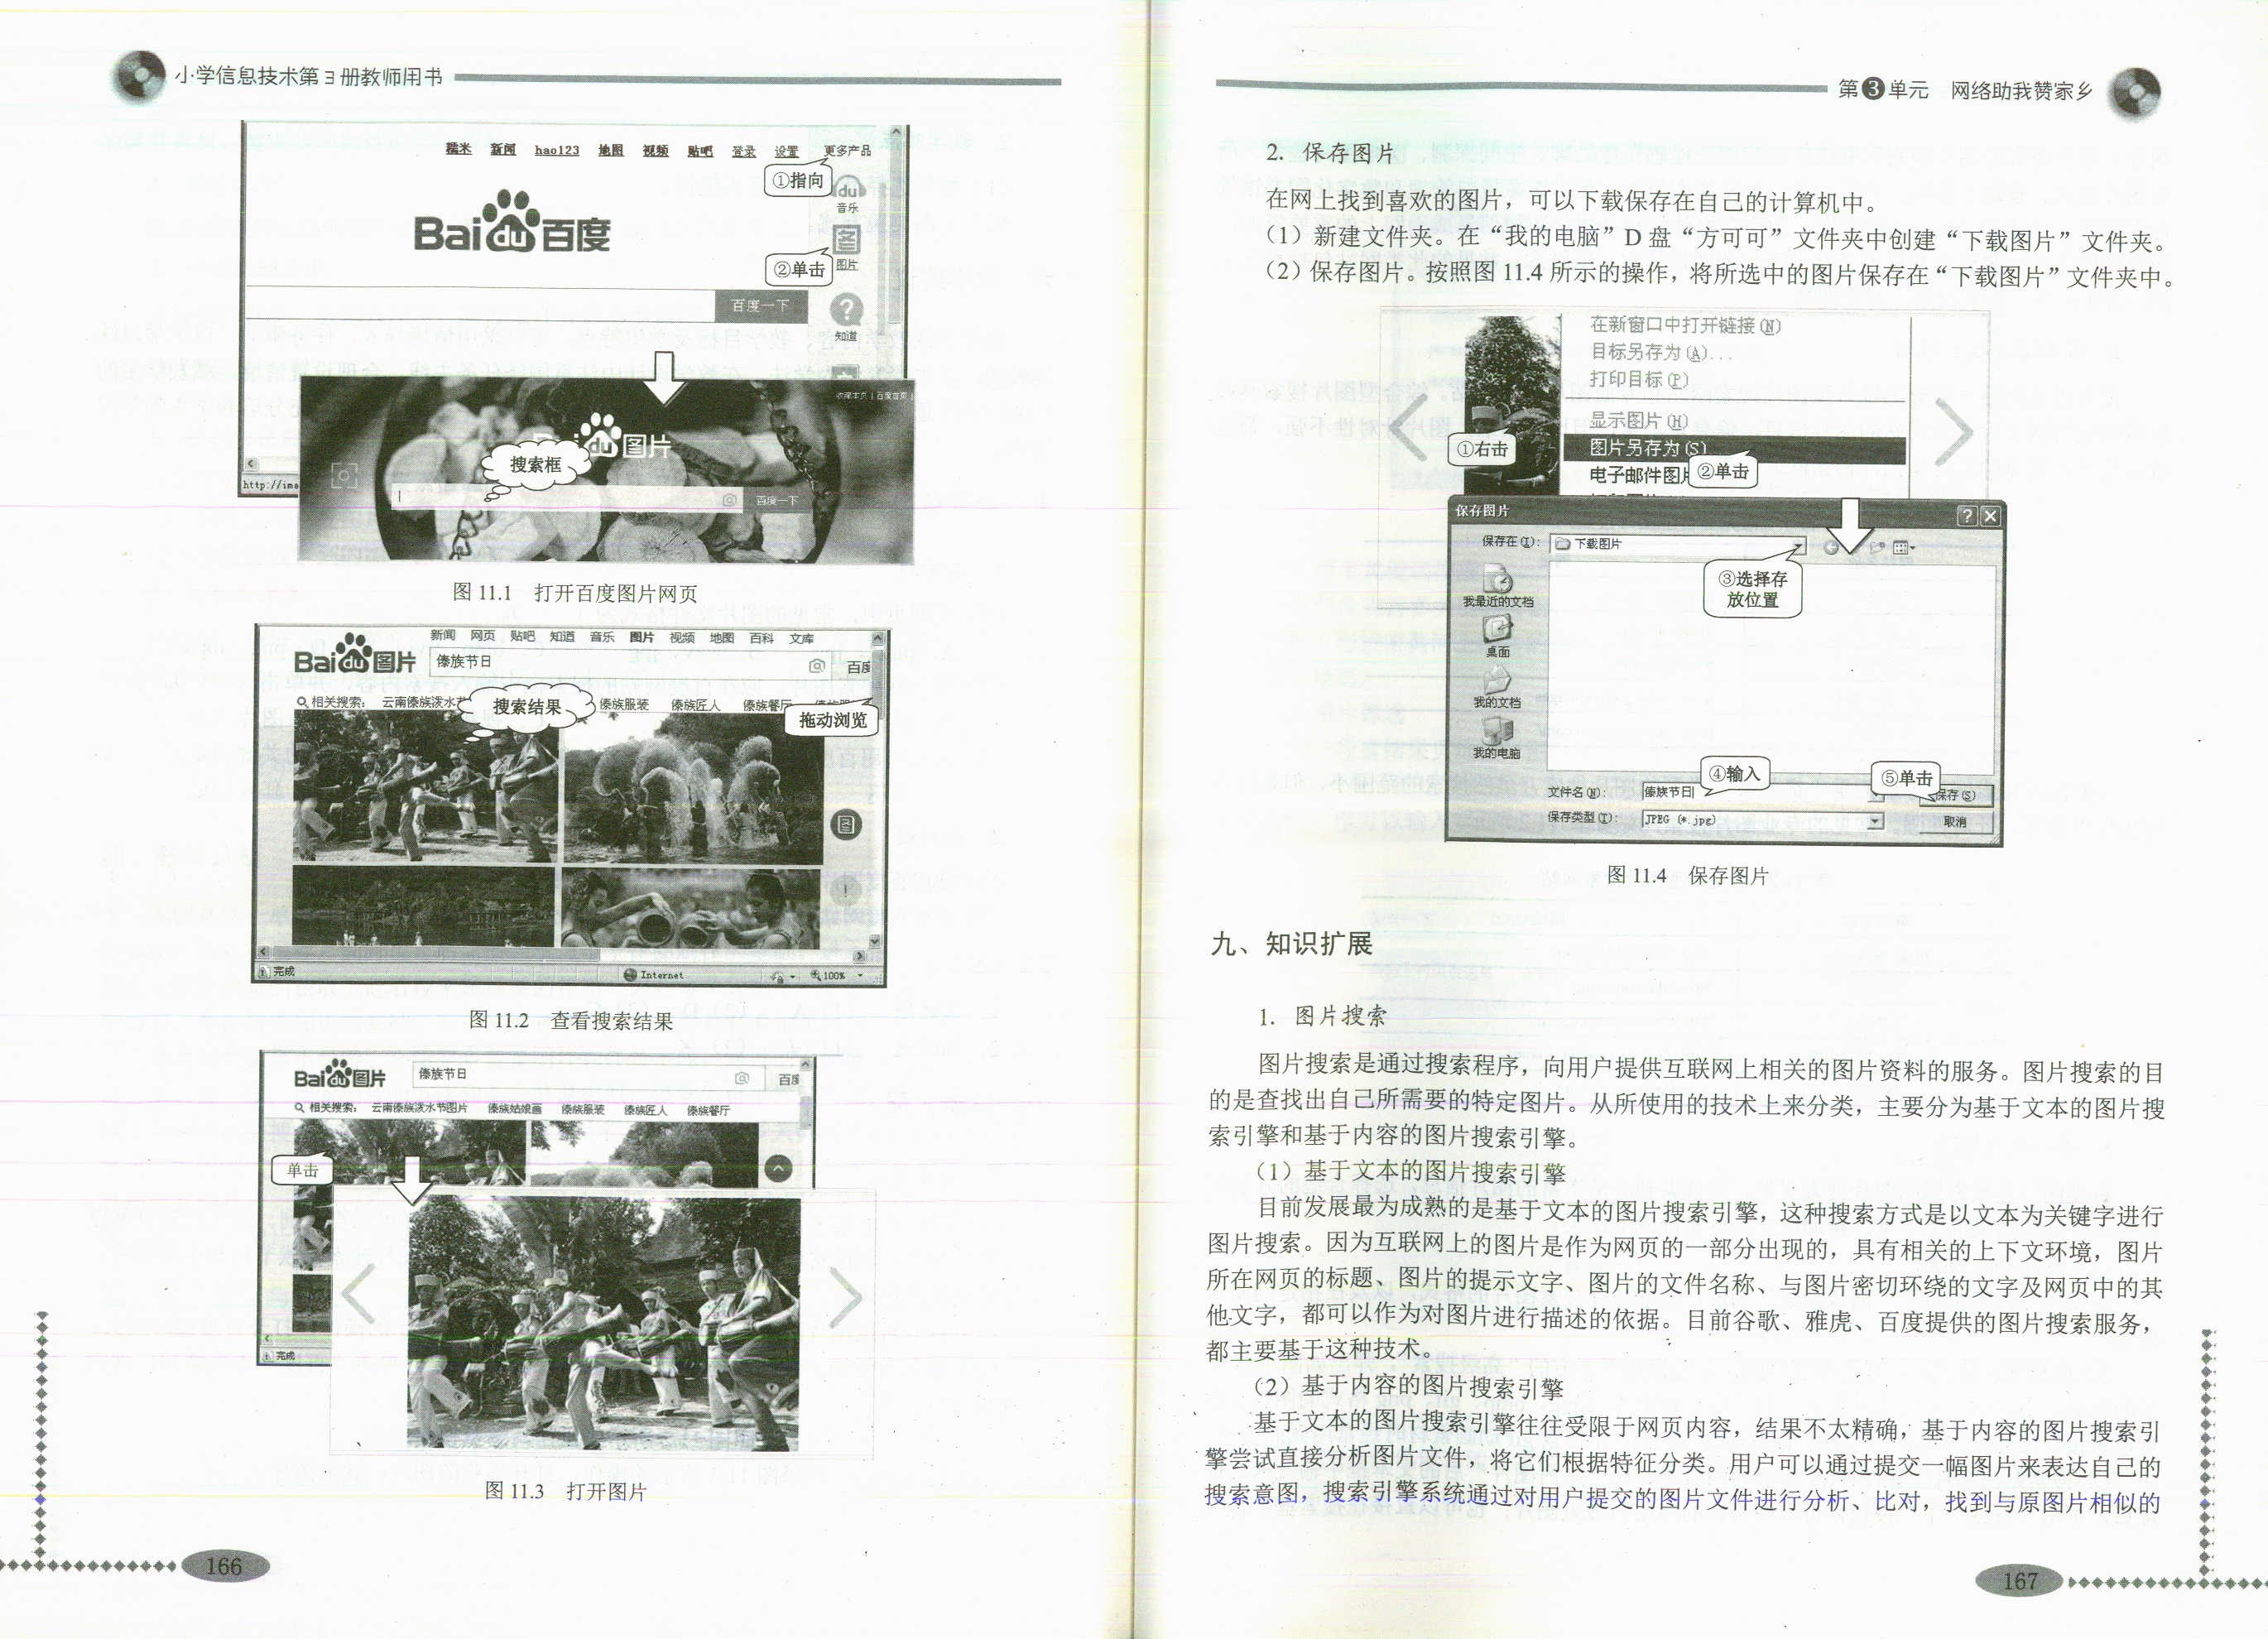 小学信息技术第3册教师用书
糯米 新闻 hao123 地图 视频 贴吧 登录 设置 更多产品
①指向
音乐
Bai du 百度
②单击
图片
百度一下
知道
http://ima
收藏本页 | 百度首页
Bai du 图片
搜索框
百度一下
图 11.1 打开百度图片网页
新闻 网页 贴吧 知道 音乐 图片 视频 地图 百科 文库
Bai du 图片 傣族节日 百度
相关搜索: 云南傣族泼水节 傣族服装 傣族匠人 傣族餐厅
搜索结果
拖动浏览
完成 Internet 100%
图 11.2 查看搜索结果
Bai du 图片 傣族节日 百度
相关搜索: 云南傣族泼水节图片 傣族姑娘画 傣族服装 傣族匠人 傣族餐厅
单击
完成
图 11.3 打开图片
166
第3单元 网络助我赞家乡
2. 保存图片
在网上找到喜欢的图片，可以下载保存在自己的计算机中。
（1）新建文件夹。在“我的电脑”D 盘“方可可”文件夹中创建“下载图片”文件夹。
（2）保存图片。按照图 11.4 所示的操作，将所选中的图片保存在“下载图片”文件夹中。
在新窗口中打开链接(N)
目标另存为(A)...
打印目标(P)
显示图片(H)
①右击
图片另存为(S)
②单击
电子邮件图片
保存图片
保存在(I): 下载图片
③选择存
放位置
我最近的文档
桌面
我的文档
我的电脑
④输入
⑤单击
文件名(N): 傣族节日 保存(S)
保存类型(T): JPEG (*.jpg) 取消
图 11.4 保存图片
九、知识扩展
1. 图片搜索
图片搜索是通过搜索程序，向用户提供互联网上相关的图片资料的服务。图片搜索的目
的是查找出自己所需要的特定图片。从所使用的技术上来分类，主要分为基于文本的图片搜
索引擎和基于内容的图片搜索引擎。
（1）基于文本的图片搜索引擎
目前发展最为成熟的是基于文本的图片搜索引擎，这种搜索方式是以文本为关键字进行
图片搜索。因为互联网上的图片是作为网页的一部分出现的，具有相关的上下文环境，图片
所在网页的标题、图片的提示文字、图片的文件名称、与图片密切环绕的文字及网页中的其
他文字，都可以作为对图片进行描述的依据。目前谷歌、雅虎、百度提供的图片搜索服务，
都主要基于这种技术。
（2）基于内容的图片搜索引擎
基于文本的图片搜索引擎往往受限于网页内容，结果不太精确，基于内容的图片搜索引
擎尝试直接分析图片文件，将它们根据特征分类。用户可以通过提交一幅图片来表达自己的
搜索意图，搜索引擎系统通过对用户提交的图片文件进行分析、比对，找到与原图片相似的
167